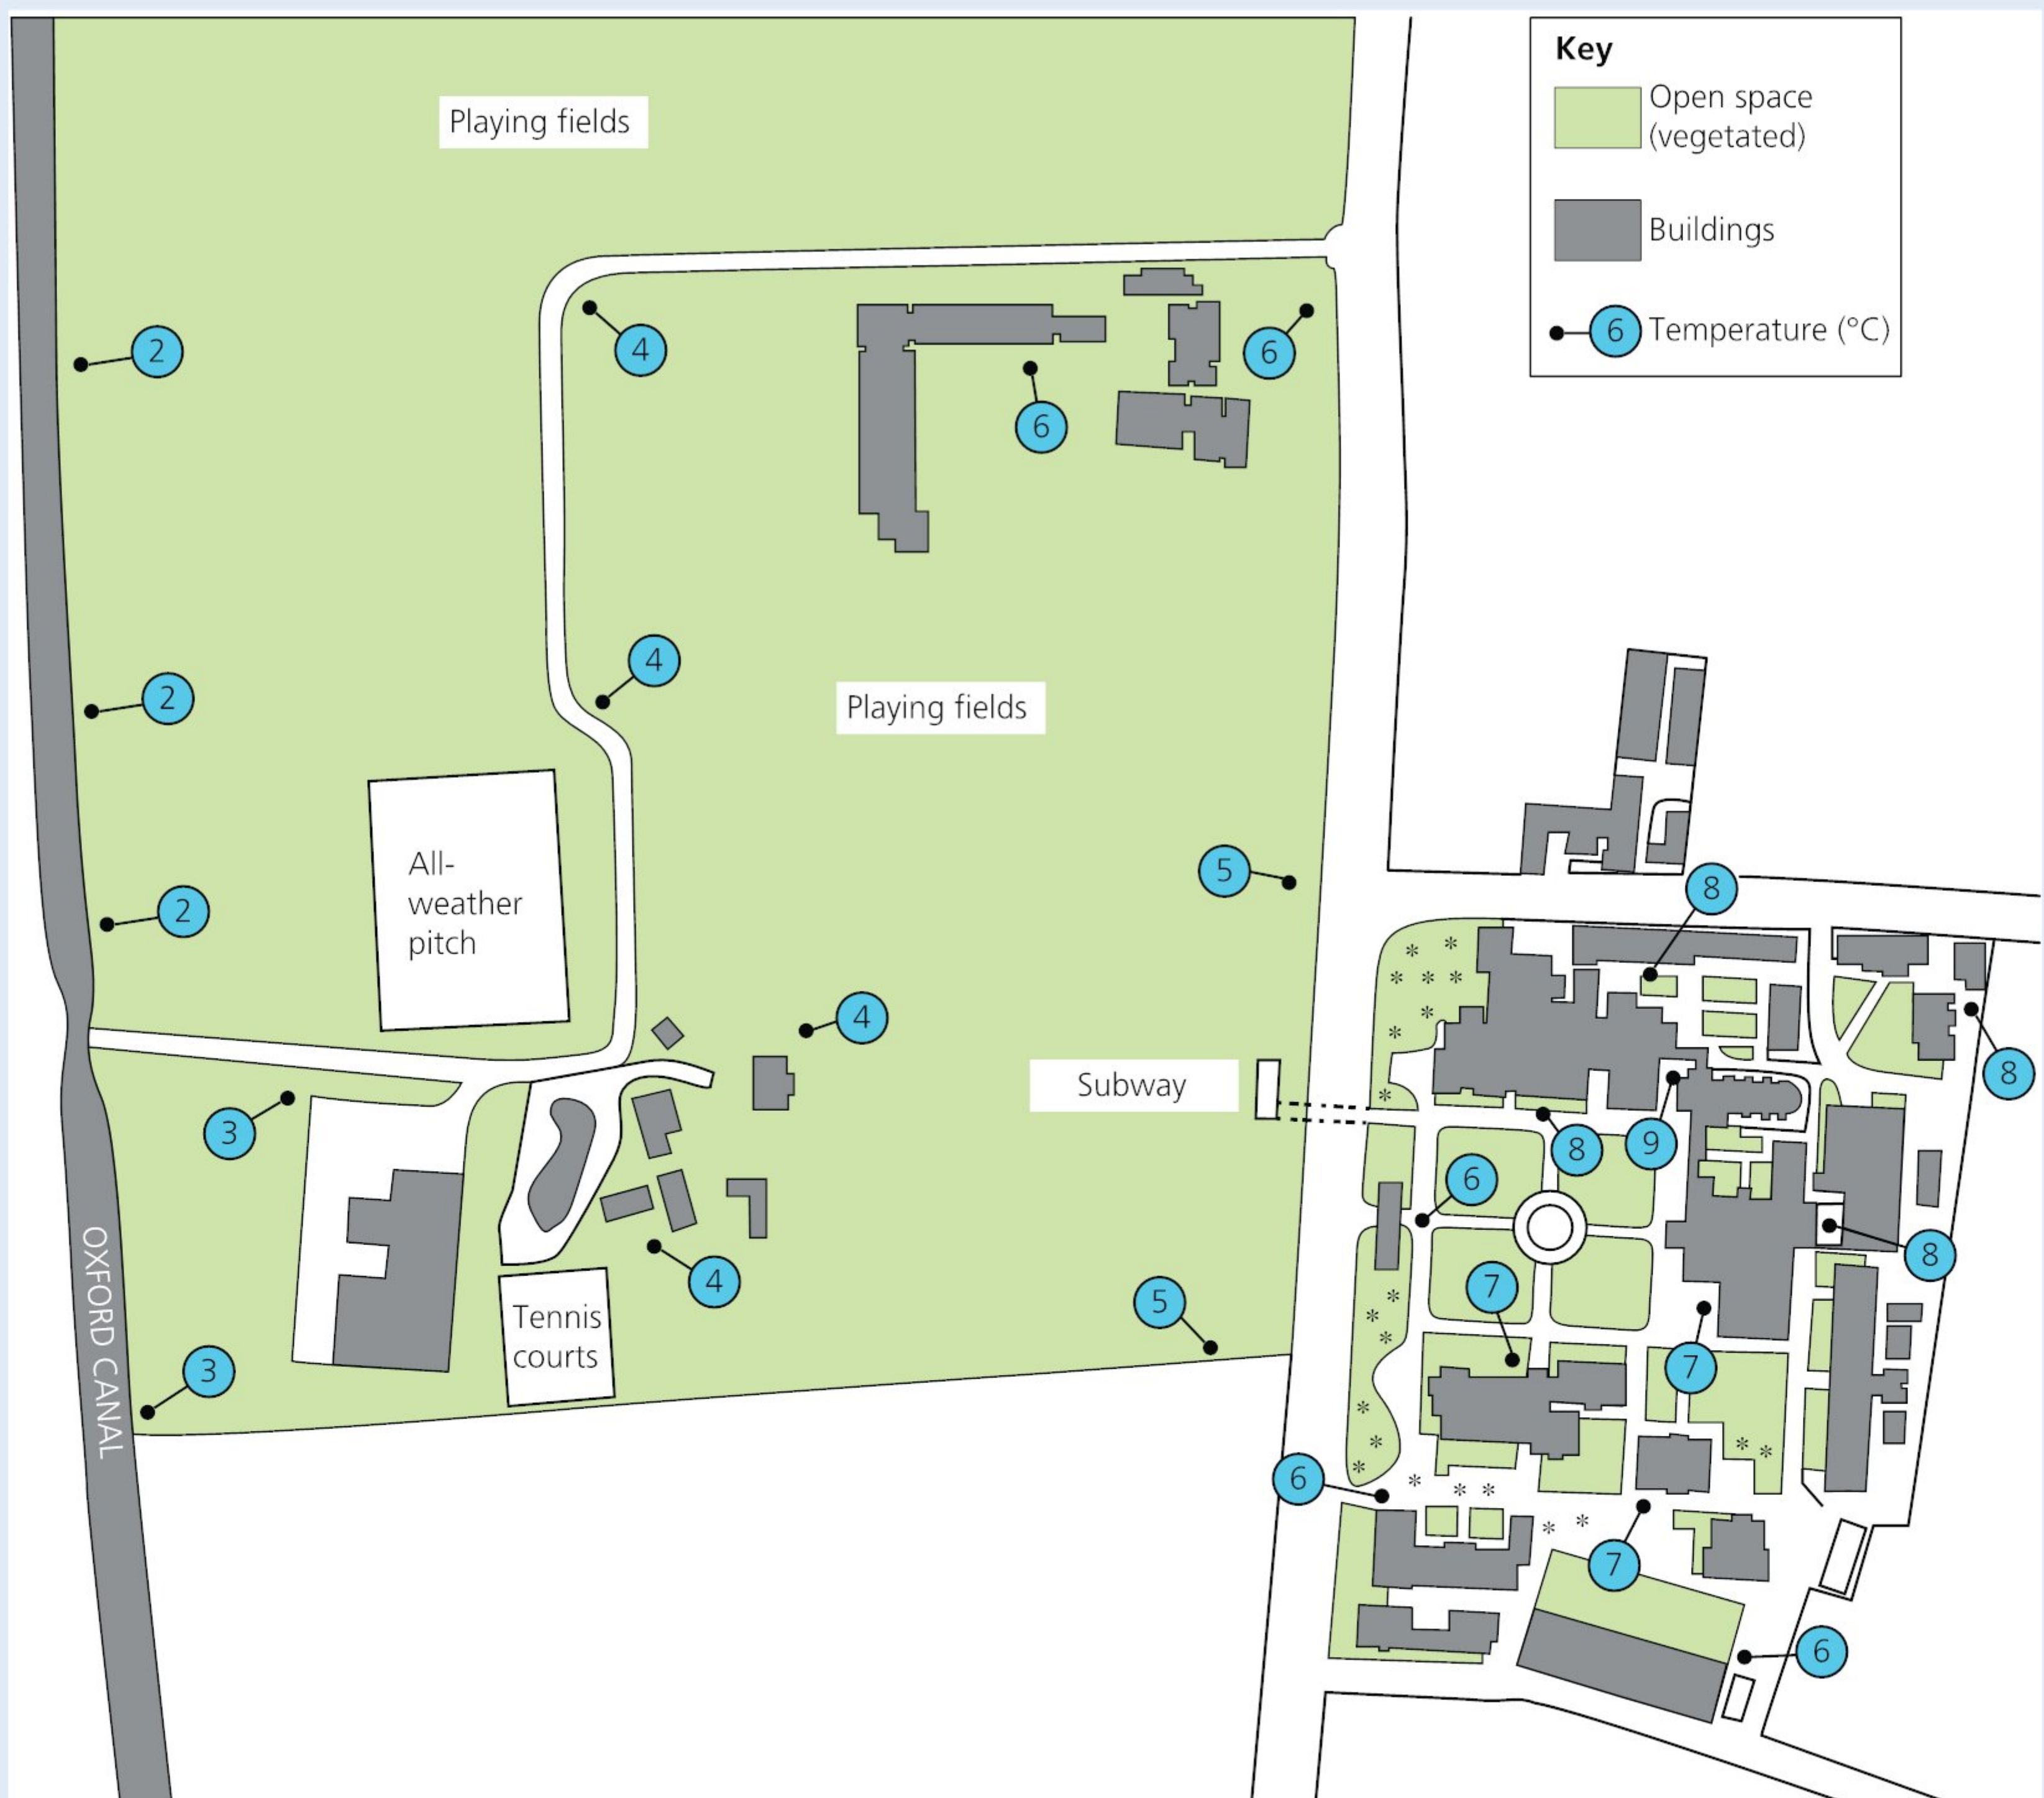 Key
Open space
(vegetated)
Buildings
6 Temperature (°C)
Playing fields
2
4
6
6
4
2
Playing fields
All-
weather
pitch
5
8
2
4
Subway
8
3
8
9
6
8
4
7
5
Tennis
courts
7
3
OXFORD CANAL
6
7
6